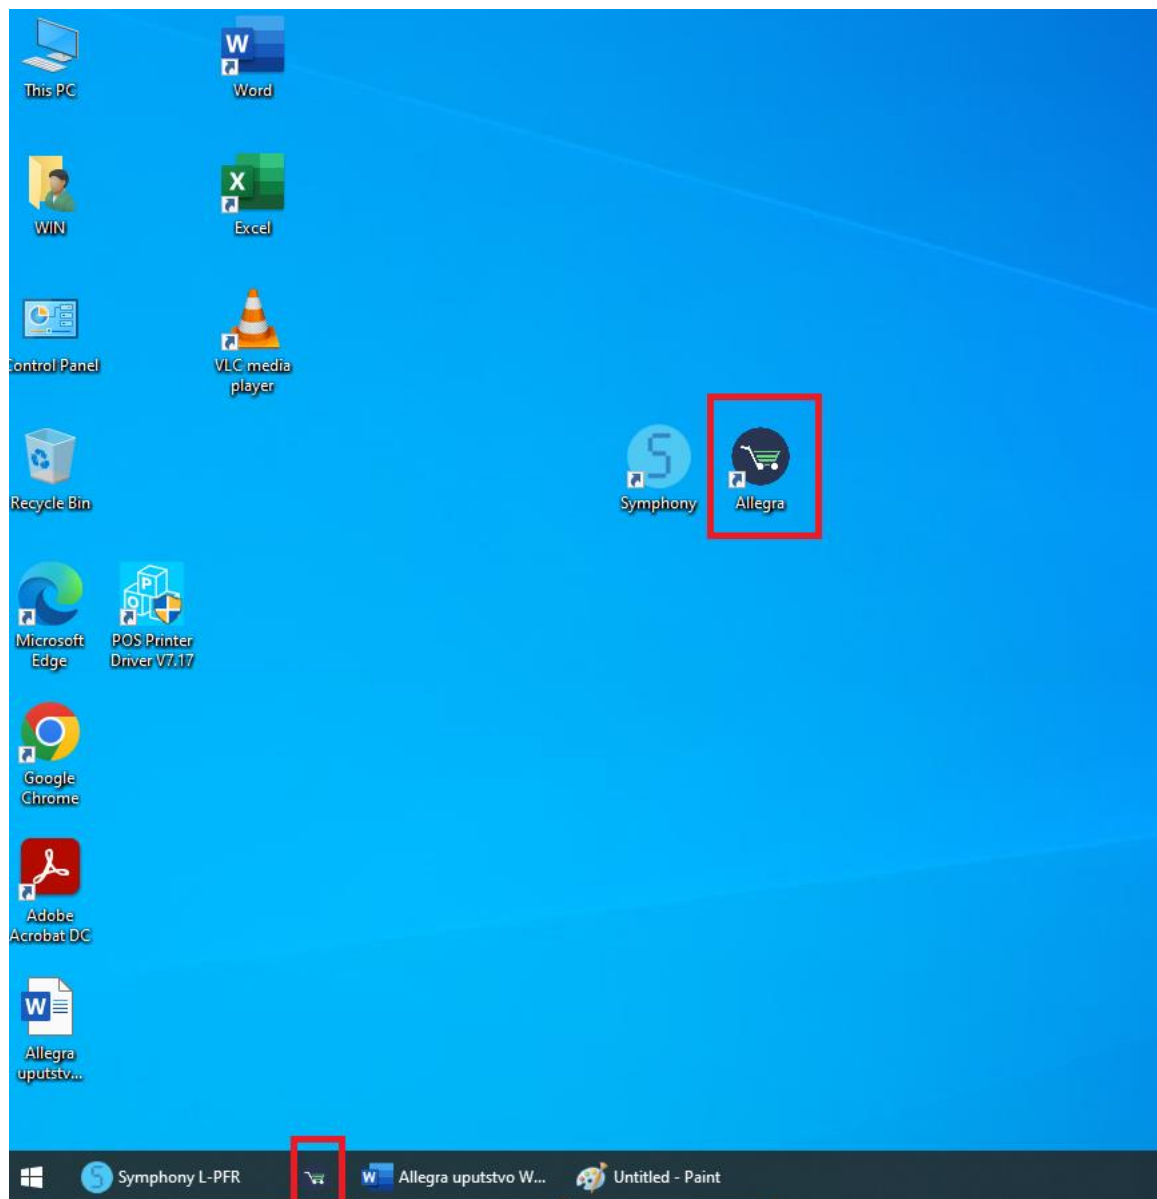 This PC
Word
WIN
Excel
Control Panel
VLC media
player
Recycle Bin
Symphony
Allegra
Microsoft
Edge
POS Printer
Driver V7.17
Google
Chrome
Adobe
Acrobat DC
Allegra
uputstv...
Symphony L-PFR
Allegra uputstvo W...
Untitled - Paint